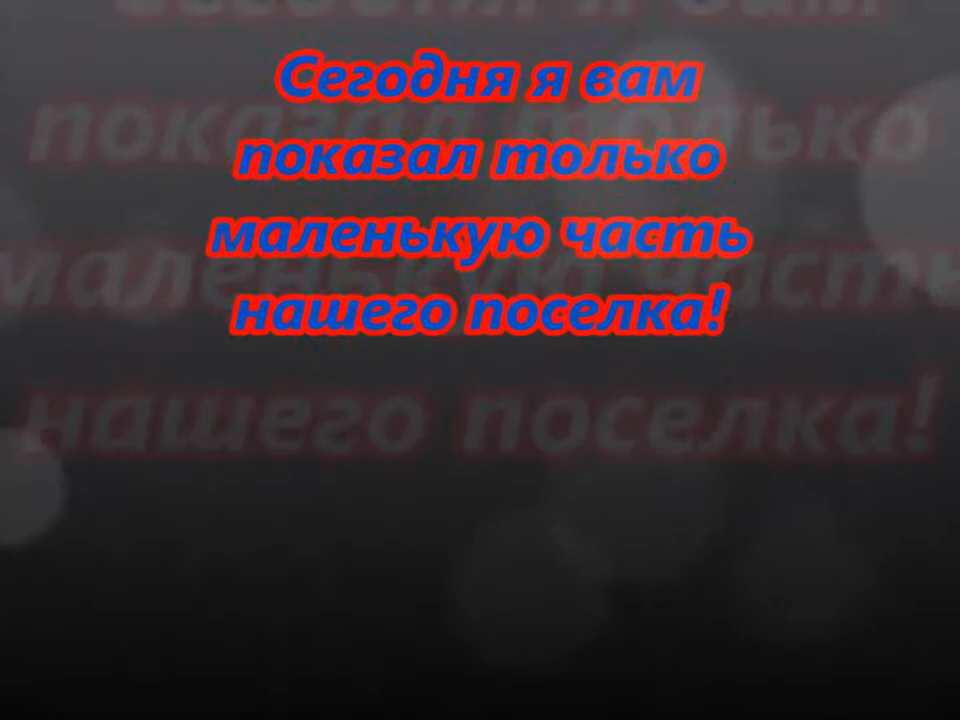 Сегодня я вам
показал только
маленькую часть
нашего поселка!